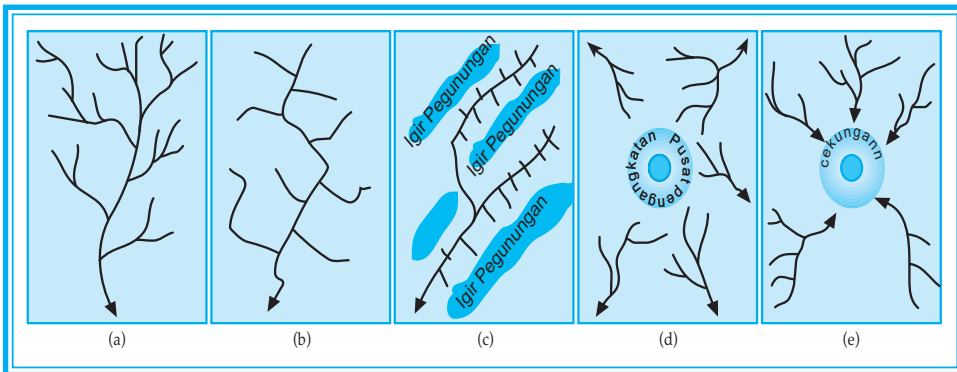 Igir Pegunungan
Igir Pegunungan
Igir Pegunungan
Pusat pengangkatan
cekungann
(a)
(b)
(c)
(d)
(e)